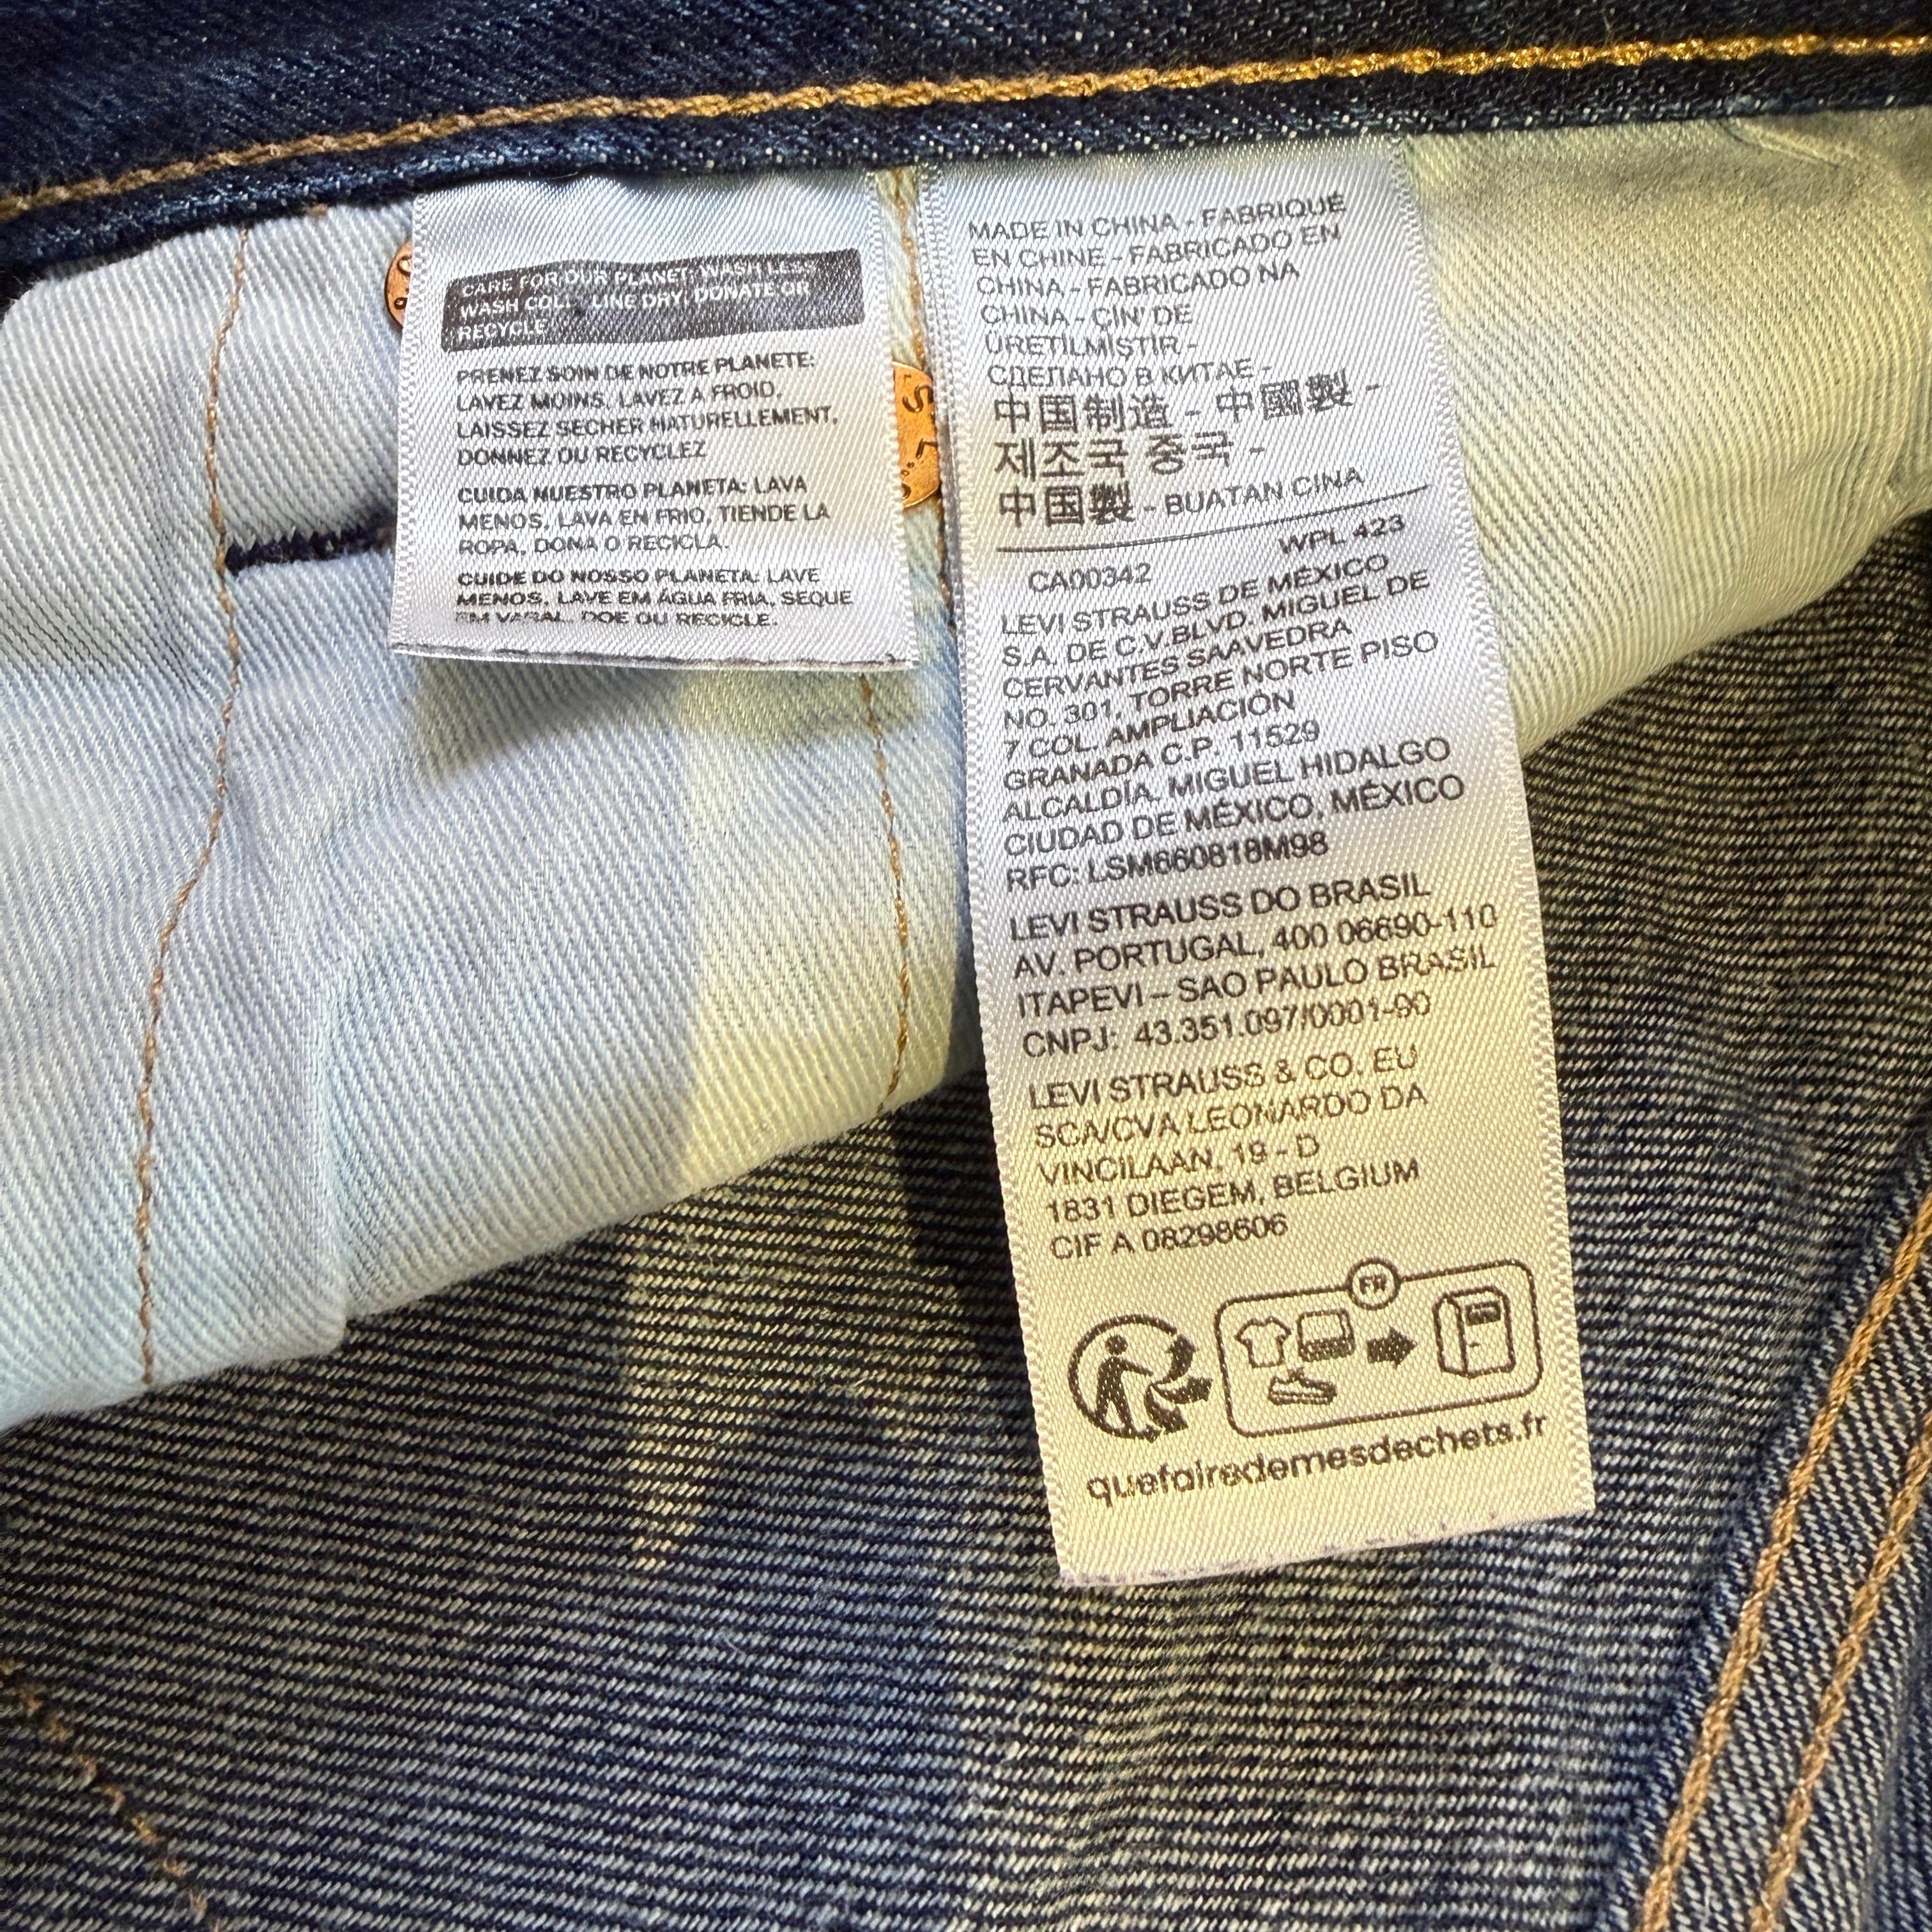 CARE FOR OUR PLANET: WASH LESS,
WASH COLD, LINE DRY, DONATE OR
RECYCLE
PRENEZ SOIN DE NOTRE PLANETE:
LAVEZ MOINS, LAVEZ A FROID,
LAISSEZ SECHER NATURELLEMENT,
DONNEZ OU RECYCLEZ
CUIDA NUESTRO PLANETA: LAVA
MENOS, LAVA EN FRIO, TIENDE LA
ROPA, DONA O RECICLA.
CUIDE DO NOSSO PLANETA: LAVE
MENOS, LAVE EM ÁGUA FRIA, SEQUE
EM VARAL, DOE OU RECICLE.
MADE IN CHINA - FABRIQUÉ
EN CHINE - FABRICADO EN
CHINA - FABRICADO NA
CHINA - ÇIN' DE
ÜRETİLMİŞTİR -
СДЕЛАНО В КИТАЕ -
中国制造 - 中國製 -
제조국 중국 -
中国製 - BUATAN CINA
WPL 423
CA00342
LEVI STRAUSS DE MÉXICO
S.A. DE C.V.BLVD. MIGUEL DE
CERVANTES SAAVEDRA
NO. 301, TORRE NORTE PISO
7 COL. AMPLIACIÓN
GRANADA C.P. 11529
ALCALDÍA. MIGUEL HIDALGO
CIUDAD DE MÉXICO, MÉXICO
RFC: LSM660818M98
LEVI STRAUSS DO BRASIL
AV. PORTUGAL, 400 06690-110
ITAPEVI – SAO PAULO BRASIL
CNPJ: 43.351.097/0001-90
LEVI STRAUSS & CO. EU
SCA/CVA LEONARDO DA
VINCILAAN, 19 - D
1831 DIEGEM, BELGIUM
CIF A 08298606
FR
quefairedemesdechets.fr